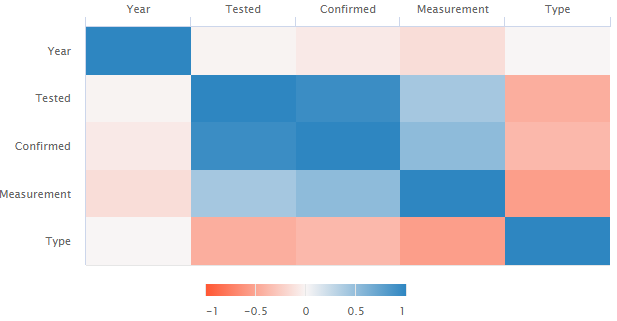 Year Tested Confirmed Measurement Type
Year
Tested
Confirmed
Measurement
Type
−1 −0.5 0 0.5 1